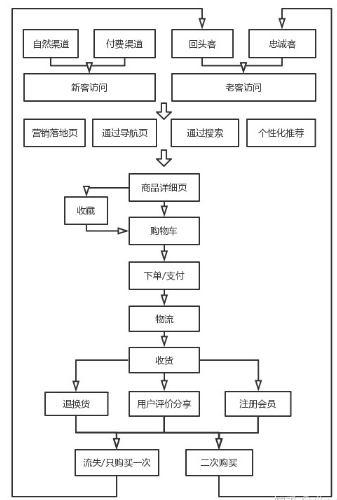 自然渠道 付费渠道 回头客 忠诚客
新客访问 老客访问
营销落地页 通过导航页 通过搜索 个性化推荐
商品详细页
收藏
购物车
下单/支付
物流
收货
退换货 用户评价分享 注册会员
流失/只购买一次 二次购买